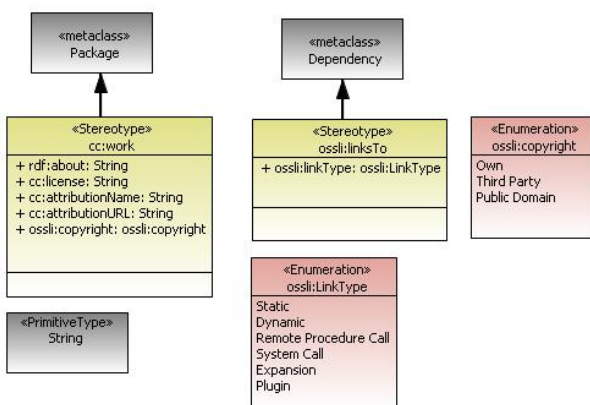 «metaclass»
Package
«metaclass»
Dependency
«Stereotype»
cc:work
+ rdf:about: String
+ cc:license: String
+ cc:attributionName: String
+ cc:attributionURL: String
+ ossli:copyright: ossli:copyright
«Stereotype»
ossli:linksTo
+ ossli:linkType: ossli:LinkType
«Enumeration»
ossli:copyright
Own
Third Party
Public Domain
«PrimitiveType»
String
«Enumeration»
ossli:LinkType
Static
Dynamic
Remote Procedure Call
System Call
Expansion
Plugin